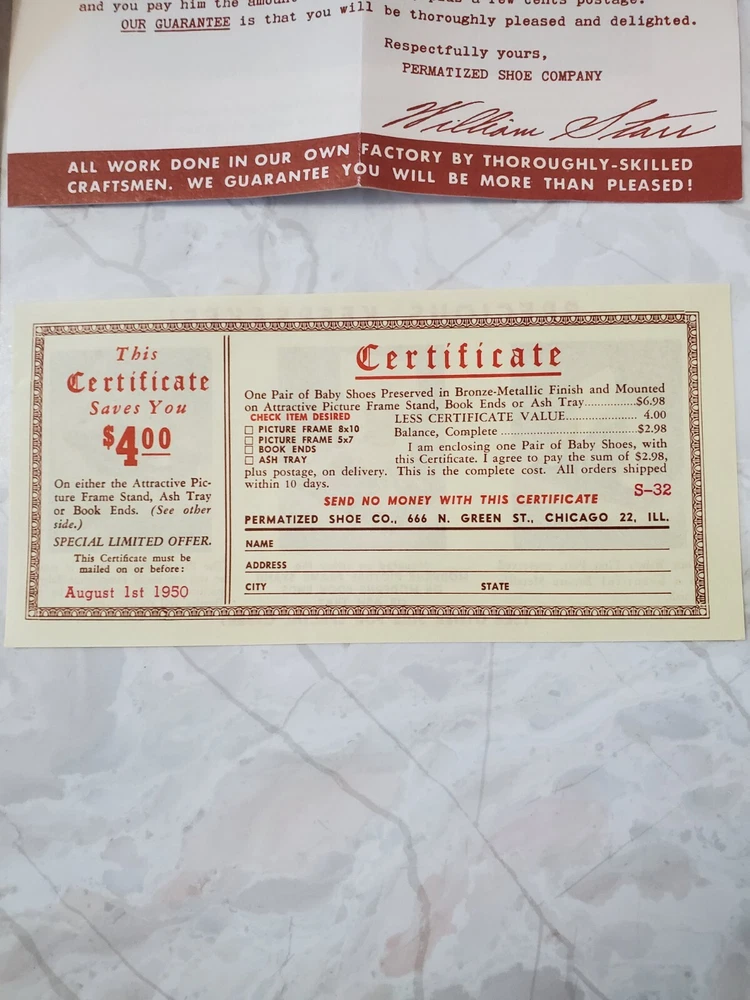 and you pay him the amount plus a few cents postage.
OUR GUARANTEE is that you will be thoroughly pleased and delighted.
Respectfully yours,
PERMATIZED SHOE COMPANY
William Starr
ALL WORK DONE IN OUR OWN FACTORY BY THOROUGHLY-SKILLED
CRAFTSMEN. WE GUARANTEE YOU WILL BE MORE THAN PLEASED!
This
Certificate
Saves You
$4.00
On either the Attractive Pic-
ture Frame Stand, Ash Tray
or Book Ends. (See other
side.)
SPECIAL LIMITED OFFER.
This Certificate must be
mailed on or before:
August 1st 1950
Certificate
One Pair of Baby Shoes Preserved in Bronze-Metallic Finish and Mounted
on Attractive Picture Frame Stand, Book Ends or Ash Tray............$6.98
CHECK ITEM DESIRED
☐ PICTURE FRAME 8x10
☐ PICTURE FRAME 5x7
☐ BOOK ENDS
☐ ASH TRAY
LESS CERTIFICATE VALUE.................. 4.00
Balance, Complete ...................................$2.98
I am enclosing one Pair of Baby Shoes, with
this Certificate. I agree to pay the sum of $2.98,
plus postage, on delivery. This is the complete cost. All orders shipped
within 10 days.
SEND NO MONEY WITH THIS CERTIFICATE
S-32
PERMATIZED SHOE CO., 666 N. GREEN ST., CHICAGO 22, ILL.
NAME
ADDRESS
CITY STATE